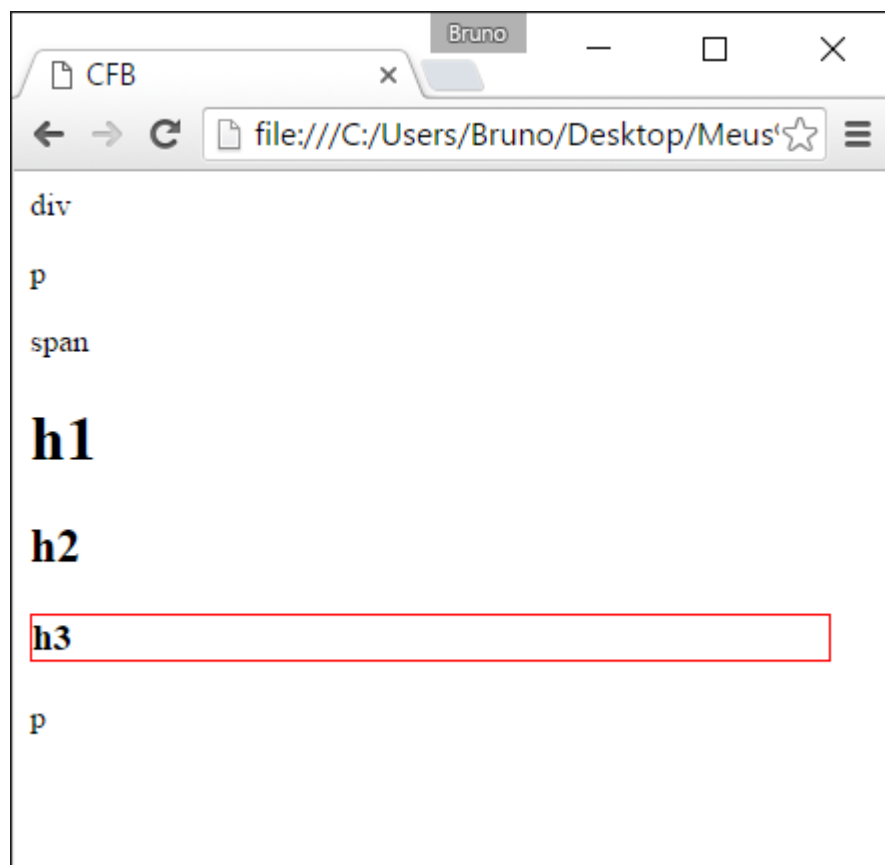 Bruno
CFB
file:///C:/Users/Bruno/Desktop/Meus
div
p
span
h1
h2
h3
p